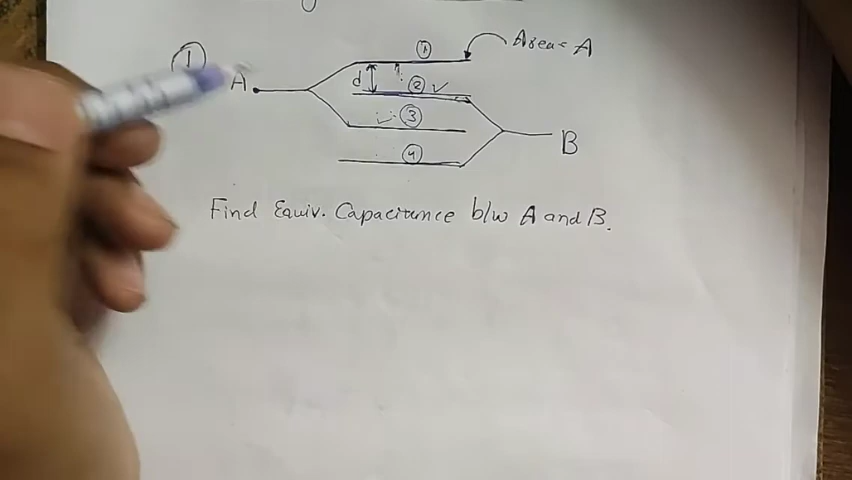 ①
Area = A
①
A
d
② ✓
③
B
④
Find Equiv. Capacitance b/w A and B.